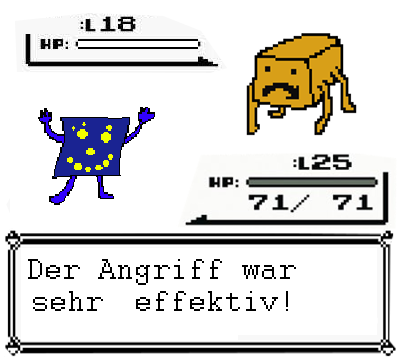 :L18
HP:
:L25
HP:
71/ 71
Der Angriff war
sehr effektiv!